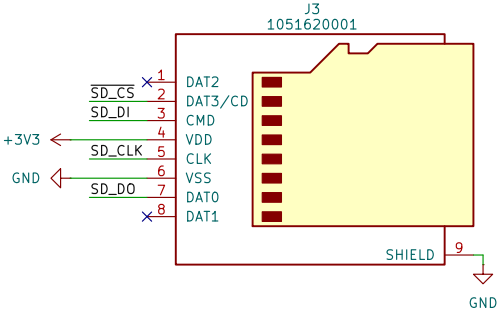 J3
1051620001
1 DAT2
SD_CS 2 DAT3/CD
SD_DI 3 CMD
+3V3 4 VDD
SD_CLK 5 CLK
GND 6 VSS
SD_DO 7 DAT0
8 DAT1
SHIELD 9
GND